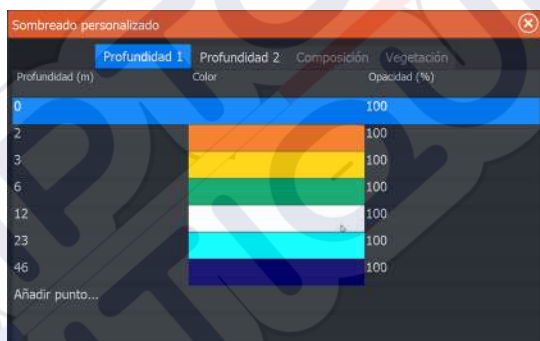 Sombreado personalizado
Profundidad 1 Profundidad 2 Composición Vegetación
Profundidad (m) Color Opacidad (%)
0 100
2 100
3 100
6 100
12 100
23 100
46 100
Añadir punto...